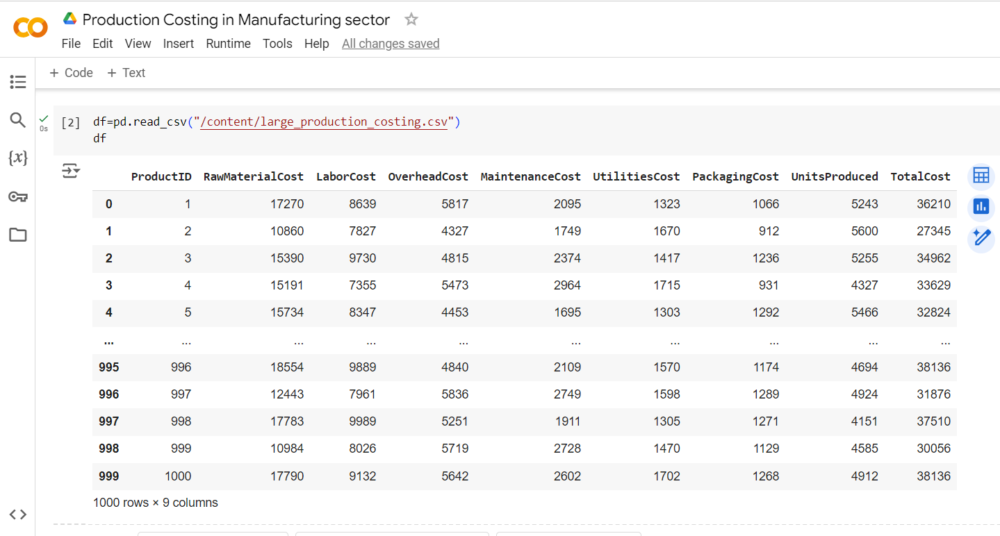 Production Costing in Manufacturing sector
File Edit View Insert Runtime Tools Help All changes saved
+ Code + Text
[2] df=pd.read_csv("/content/large_production_costing.csv")
0s
df
ProductID RawMaterialCost LaborCost OverheadCost MaintenanceCost UtilitiesCost PackagingCost UnitsProduced TotalCost
0 1 17270 8639 5817 2095 1323 1066 5243 36210
1 2 10860 7827 4327 1749 1670 912 5600 27345
2 3 15390 9730 4815 2374 1417 1236 5255 34962
3 4 15191 7355 5473 2964 1715 931 4327 33629
4 5 15734 8347 4453 1695 1303 1292 5466 32824
... ... ... ... ... ... ... ... ... ...
995 996 18554 9889 4840 2109 1570 1174 4694 38136
996 997 12443 7961 5836 2749 1598 1289 4924 31876
997 998 17783 9989 5251 1911 1305 1271 4151 37510
998 999 10984 8026 5719 2728 1470 1129 4585 30056
999 1000 17790 9132 5642 2602 1702 1268 4912 38136
1000 rows × 9 columns